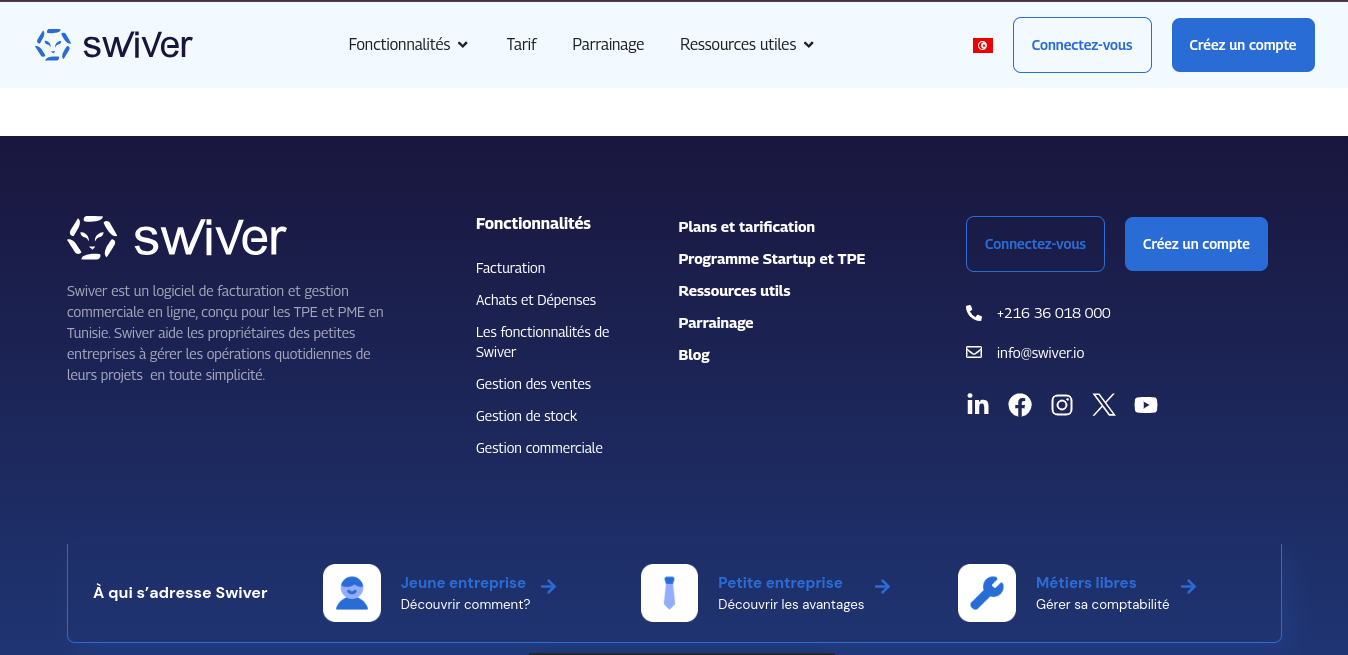 swiver
Fonctionnalités
Tarif
Parrainage
Ressources utiles
Connectez-vous
Créez un compte
swiver
Swiver est un logiciel de facturation et gestion
commerciale en ligne, conçu pour les TPE et PME en
Tunisie. Swiver aide les propriétaires des petites
entreprises à gérer les opérations quotidiennes de
leurs projets  en toute simplicité.
Fonctionnalités
Facturation
Achats et Dépenses
Les fonctionnalités de
Swiver
Gestion des ventes
Gestion de stock
Gestion commerciale
Plans et tarification
Programme Startup et TPE
Ressources utils
Parrainage
Blog
Connectez-vous
Créez un compte
+216 36 018 000
info@swiver.io
À qui s’adresse Swiver
Jeune entreprise
Découvrir comment?
Petite entreprise
Découvrir les avantages
Métiers libres
Gérer sa comptabilité